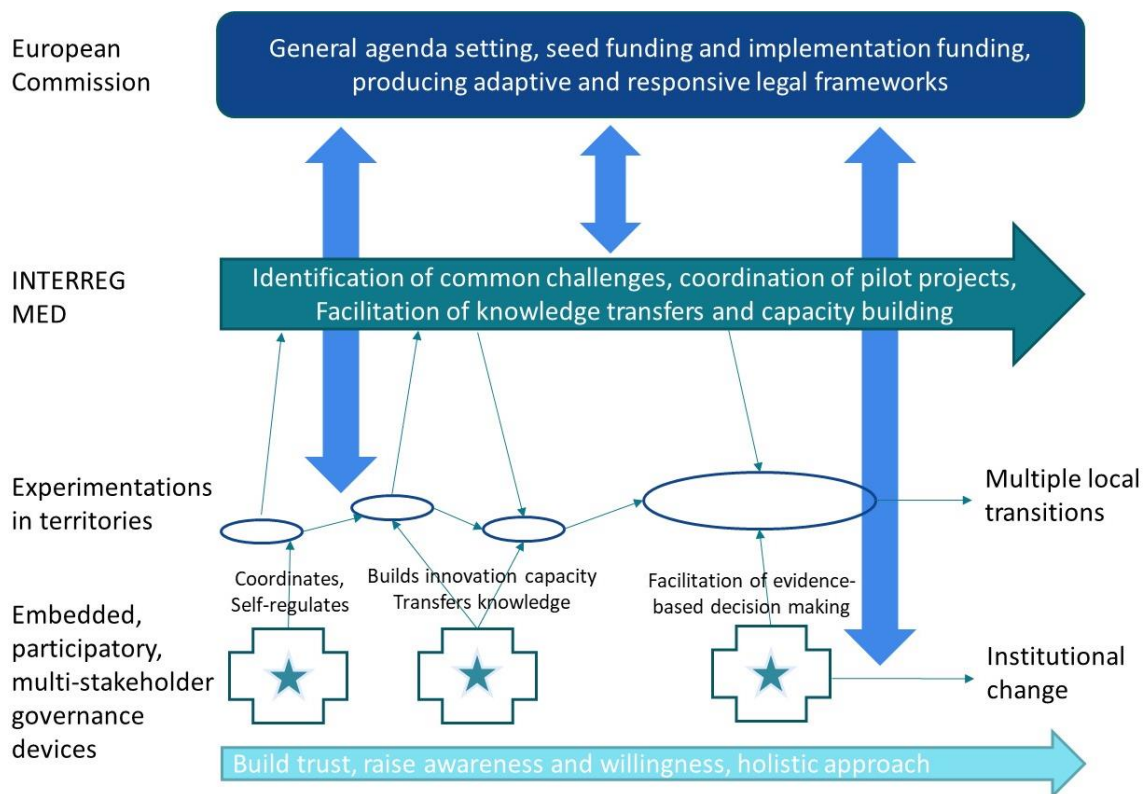 European
Commission
General agenda setting, seed funding and implementation funding,
producing adaptive and responsive legal frameworks
INTERREG
MED
Identification of common challenges, coordination of pilot projects,
Facilitation of knowledge transfers and capacity building
Experimentations
in territories
Multiple local
transitions
Coordinates,
Self-regulates
Builds innovation capacity
Transfers knowledge
Facilitation of evidence-
based decision making
Embedded,
participatory,
multi-stakeholder
governance
devices
Institutional
change
Build trust, raise awareness and willingness, holistic approach